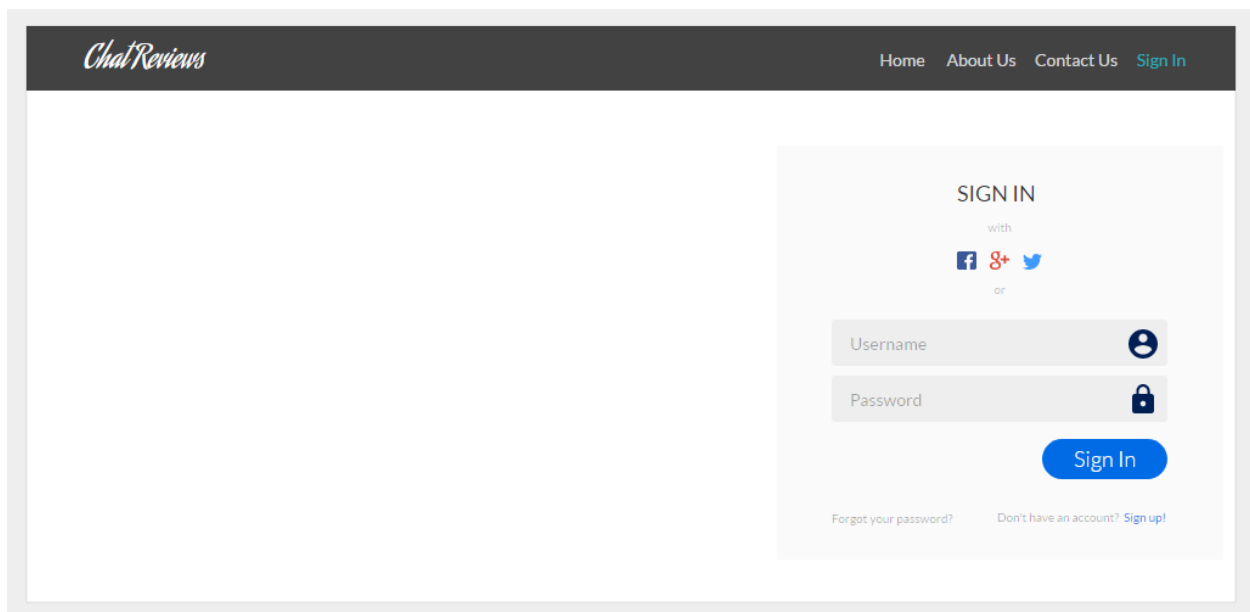 ChatReviews
Home About Us Contact Us Sign In
SIGN IN
with
g+
or
Username
Password
Sign In
Forgot your password? Don't have an account? Sign up!